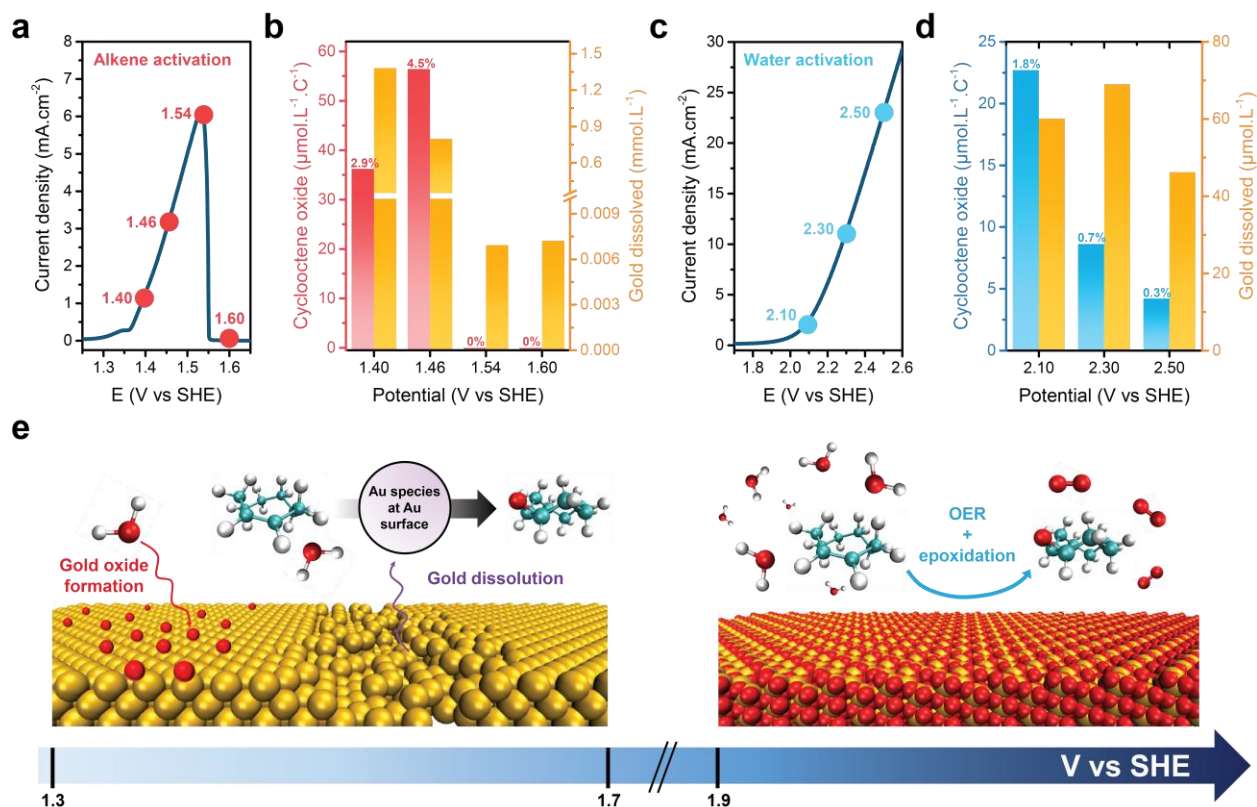 a
Alkene activation
8
7
6
5
4
3
2
1
0
Current density (mA.cm⁻²)
1.54
1.46
1.40
1.60
1.3
1.4
1.5
1.6
E (V vs SHE)
b
60
50
40
30
20
10
0
Cyclooctene oxide (µmol.L⁻¹.C⁻¹)
2.9%
4.5%
0%
0%
1.5
1.2
0.9
0.6
0.009
0.006
0.003
0.000
Gold dissolved (mmol.L⁻¹)
1.40
1.46
1.54
1.60
Potential (V vs SHE)
c
Water activation
30
25
20
15
10
5
0
Current density (mA.cm⁻²)
2.50
2.30
2.10
1.8
2.0
2.2
2.4
2.6
E (V vs SHE)
d
25
20
15
10
5
0
Cyclooctene oxide (µmol.L⁻¹.C⁻¹)
1.8%
0.7%
0.3%
80
60
40
20
0
Gold dissolved (µmol.L⁻¹)
2.10
2.30
2.50
Potential (V vs SHE)
e
Gold oxide
formation
Au species
at Au
surface
Gold dissolution
OER
+
epoxidation
V vs SHE
1.3
1.7
1.9